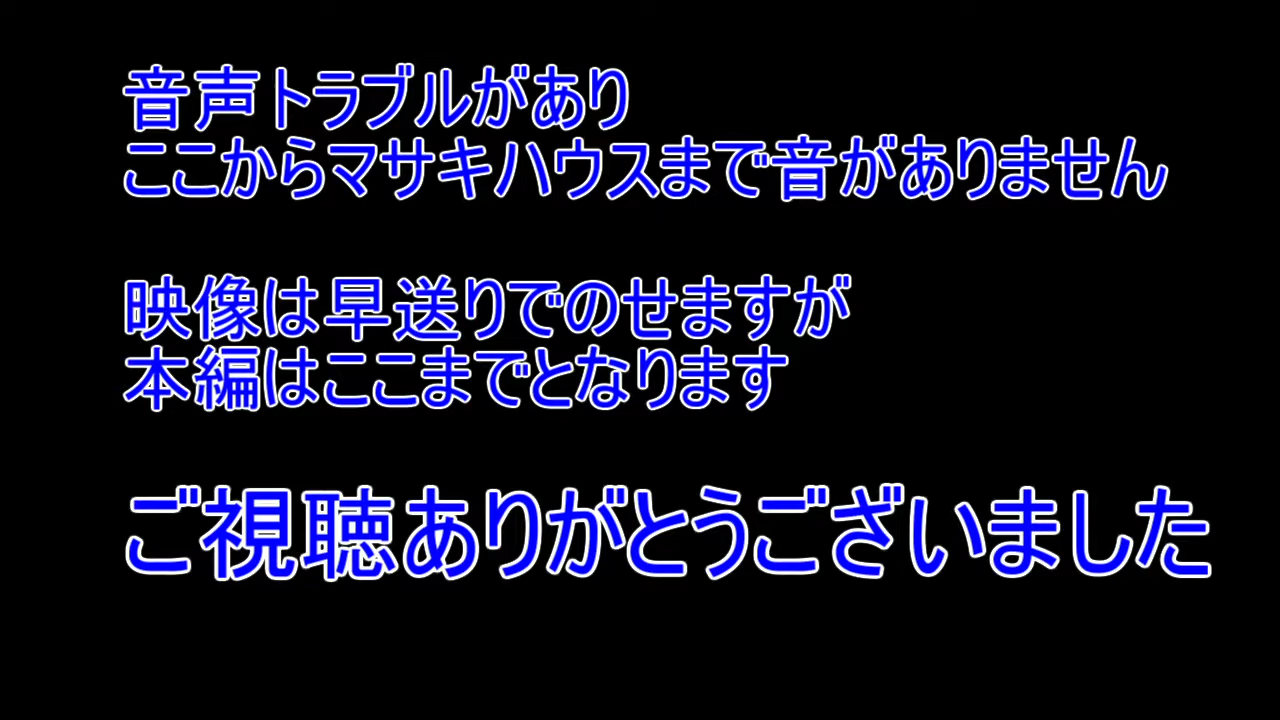 音声トラブルがあり
ここからマサキハウスまで音がありません
映像は早送りでのせますが
本編はここまでとなります
ご視聴ありがとうございました